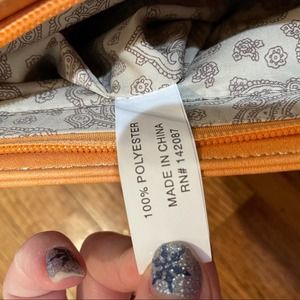 100% POLYESTER
MADE IN CHINA
RN# 142087